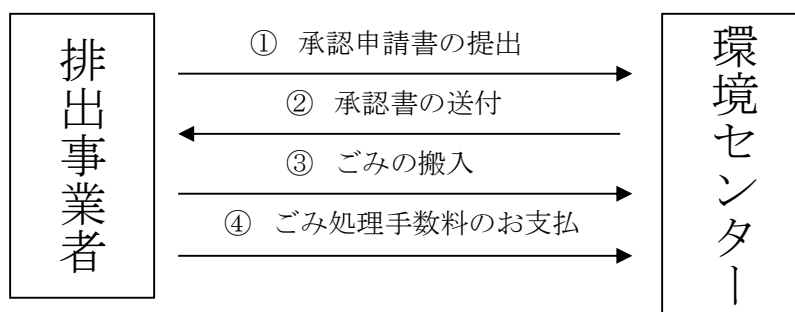 排出事業者
① 承認申請書の提出
② 承認書の送付
③ ごみの搬入
④ ごみ処理手数料のお支払
環境センター